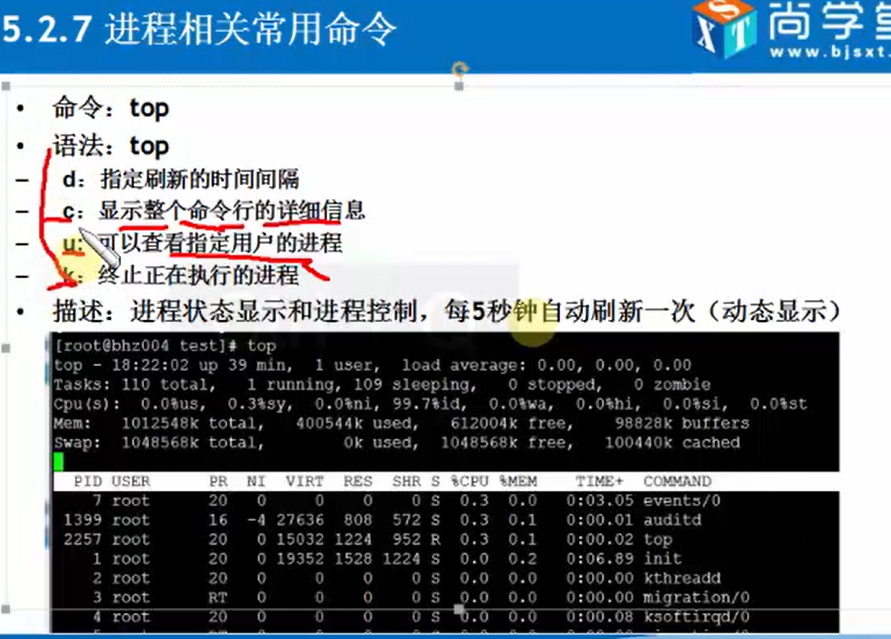 5.2.7 进程相关常用命令
XST
尚学
www.bjsxt.
• 命令：top
• 语法：top
– d：指定刷新的时间间隔
– c：显示整个命令行的详细信息
– u：可以查看指定用户的进程
– k：终止正在执行的进程
• 描述：进程状态显示和进程控制，每5秒钟自动刷新一次（动态显示）
[root@bhz004 test]# top
top - 18:22:02 up 39 min,  1 user,  load average: 0.00, 0.00, 0.00
Tasks: 110 total,   1 running, 109 sleeping,   0 stopped,   0 zombie
Cpu(s):  0.0%us,  0.3%sy,  0.0%ni, 99.7%id,  0.0%wa,  0.0%hi,  0.0%si,  0.0%st
Mem:   1012548k total,   400544k used,   612004k free,    98828k buffers
Swap:  1048568k total,        0k used,  1048568k free,   100440k cached
PID USER PR NI VIRT RES SHR S %CPU %MEM TIME+ COMMAND
7 root 20 0 0 0 0 S 0.3 0.0 0:03.05 events/0
1399 root 16 -4 27636 808 572 S 0.3 0.1 0:00.01 auditd
2257 root 20 0 15032 1224 952 R 0.3 0.1 0:00.02 top
1 root 20 0 19352 1528 1224 S 0.0 0.2 0:06.89 init
2 root 20 0 0 0 0 S 0.0 0.0 0:00.00 kthreadd
3 root RT 0 0 0 0 S 0.0 0.0 0:00.00 migration/0
4 root 20 0 0 0 0 S 0.0 0.0 0:00.08 ksoftirqd/0